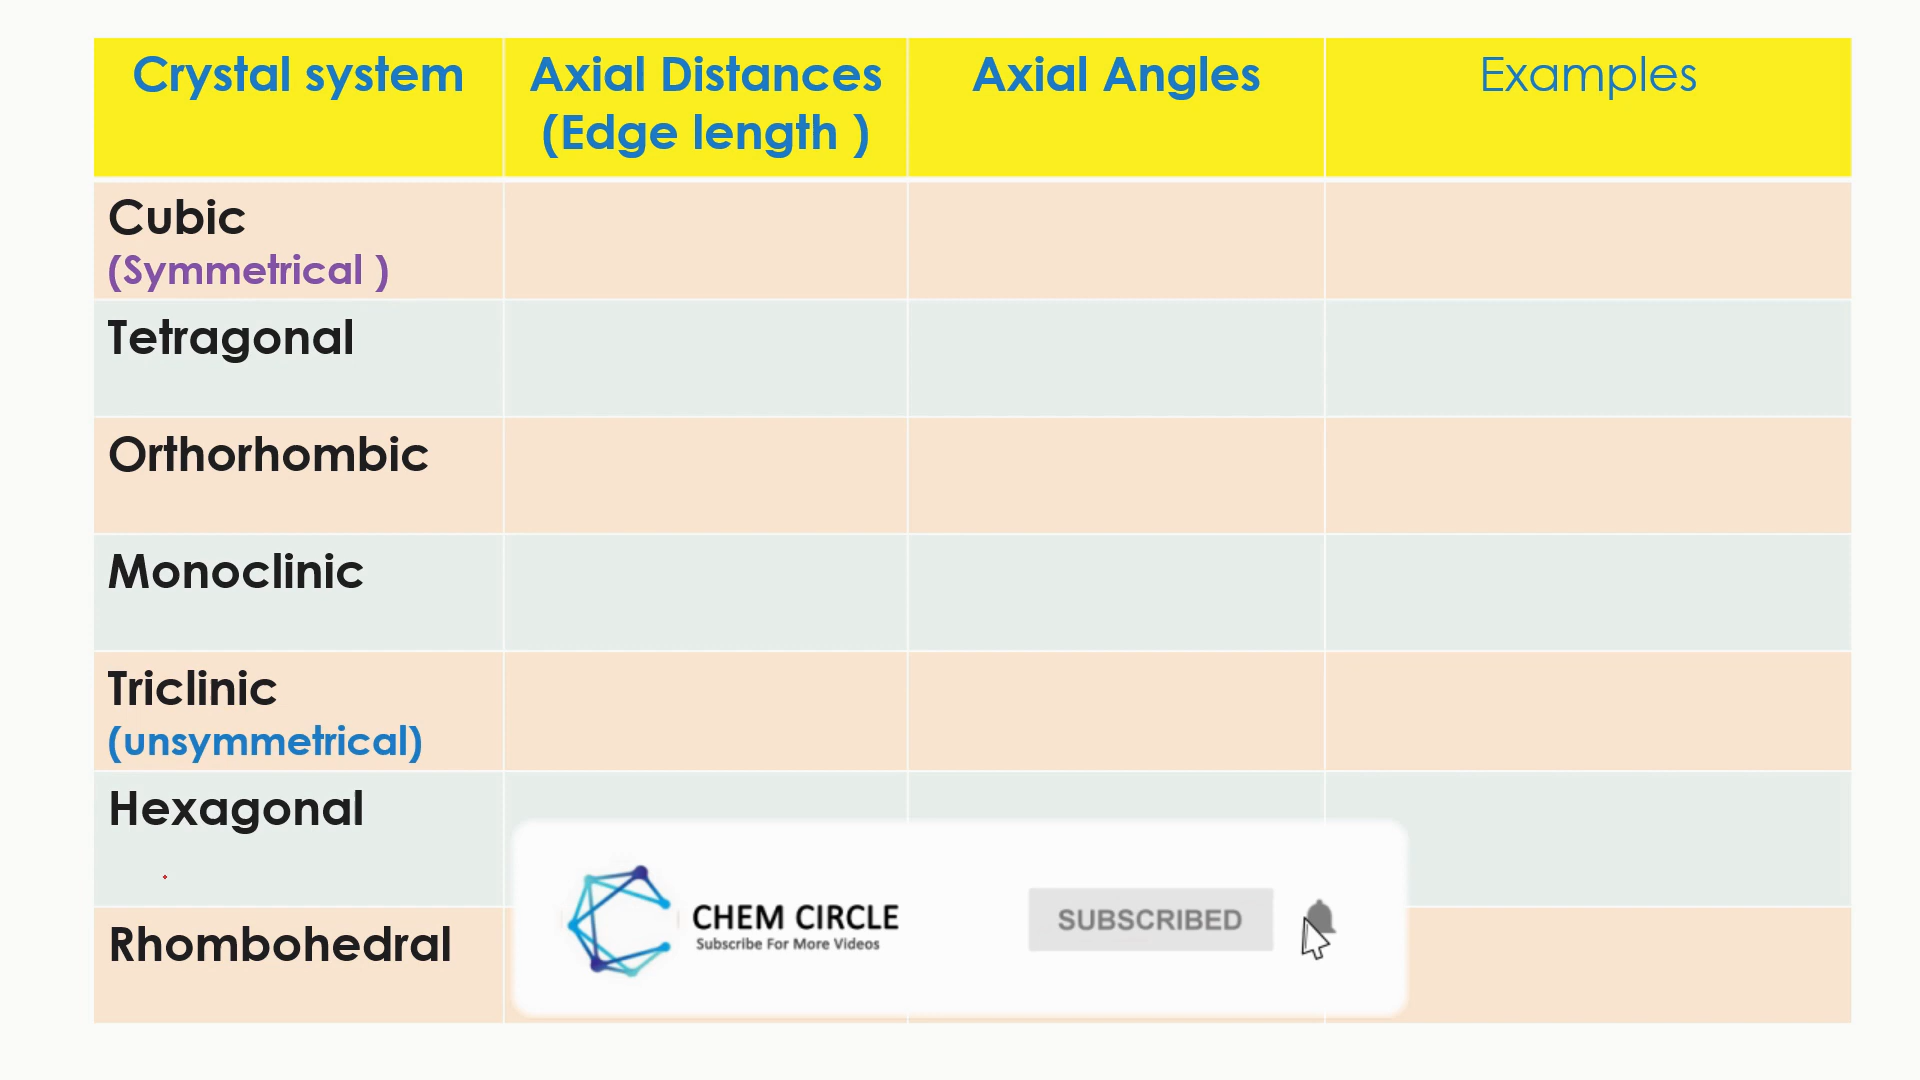 Crystal system
Axial Distances
(Edge length )
Axial Angles
Examples
Cubic
(Symmetrical )
Tetragonal
Orthorhombic
Monoclinic
Triclinic
(unsymmetrical)
Hexagonal
Rhombohedral
CHEM CIRCLE
Subscribe For More Videos
SUBSCRIBED